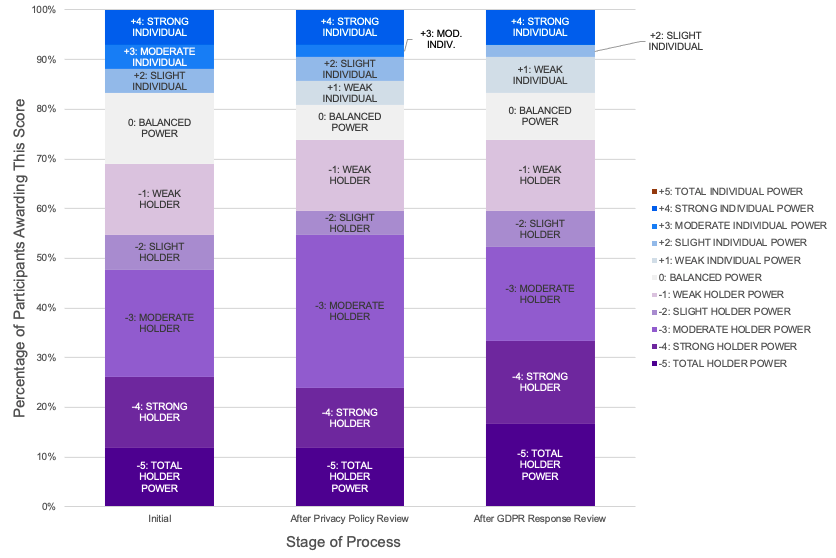 Percentage of Participants Awarding This Score
100%
90%
80%
70%
60%
50%
40%
30%
20%
10%
0%
+4: STRONG
INDIVIDUAL
+3: MODERATE
INDIVIDUAL
+2: SLIGHT
INDIVIDUAL
0: BALANCED
POWER
-1: WEAK
HOLDER
-2: SLIGHT
HOLDER
-3: MODERATE
HOLDER
-4: STRONG
HOLDER
-5: TOTAL
HOLDER
POWER
+4: STRONG
INDIVIDUAL
+3: MOD.
INDIV.
+2: SLIGHT
INDIVIDUAL
+1: WEAK
INDIVIDUAL
0: BALANCED
POWER
-1: WEAK
HOLDER
-2: SLIGHT
HOLDER
-3: MODERATE
HOLDER
-4: STRONG
HOLDER
-5: TOTAL
HOLDER
POWER
+4: STRONG
INDIVIDUAL
+2: SLIGHT
INDIVIDUAL
+1: WEAK
INDIVIDUAL
0: BALANCED
POWER
-1: WEAK
HOLDER
-2: SLIGHT
HOLDER
-3: MODERATE
HOLDER
-4: STRONG
HOLDER
-5: TOTAL
HOLDER
POWER
Initial
After Privacy Policy Review
After GDPR Response Review
Stage of Process
+5: TOTAL INDIVIDUAL POWER
+4: STRONG INDIVIDUAL POWER
+3: MODERATE INDIVIDUAL POWER
+2: SLIGHT INDIVIDUAL POWER
+1: WEAK INDIVIDUAL POWER
0: BALANCED POWER
-1: WEAK HOLDER POWER
-2: SLIGHT HOLDER POWER
-3: MODERATE HOLDER POWER
-4: STRONG HOLDER POWER
-5: TOTAL HOLDER POWER